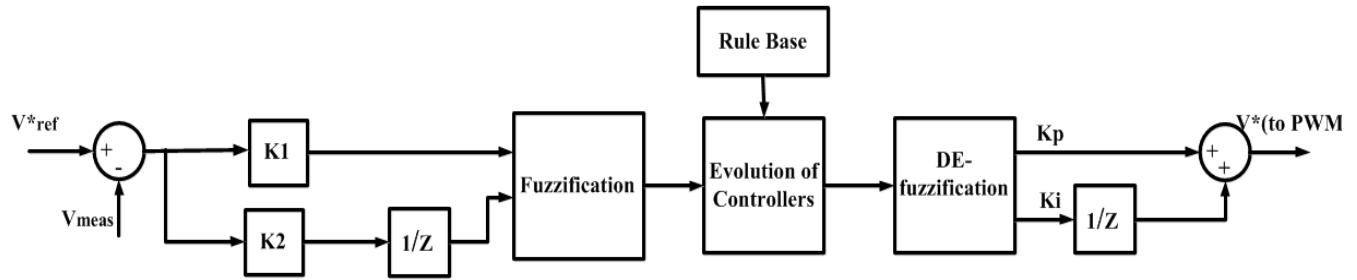 Rule Base
V*ref
+
-
Vmeas
K1
K2
1/Z
Fuzzification
Evolution of
Controllers
DE-
fuzzification
Kp
Ki
1/Z
+
+
V*(to PWM